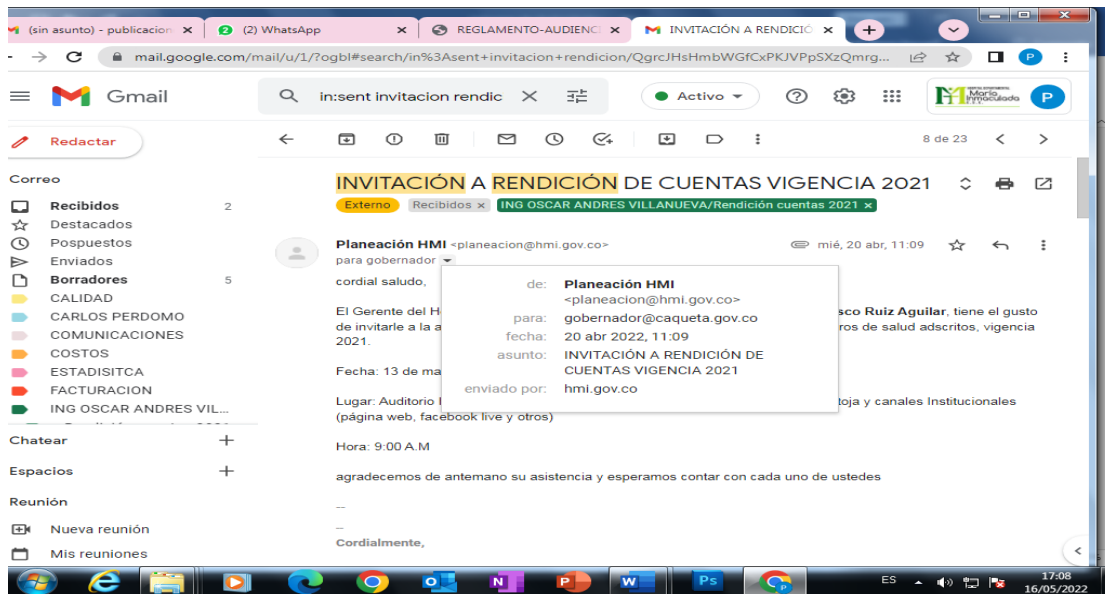 (sin asunto) - publicacion
(2) WhatsApp
REGLAMENTO-AUDIENC
INVITACIÓN A RENDICIÓ
mail.google.com/mail/u/1/?ogbl#search/in%3Asent+invitacion+rendicion/QgrcJHsHmbWGfCxPKJVPpSXzQmrg...
P
Gmail
in:sent invitacion rendic
Activo
María
Inmaculada
P
Redactar
8 de 23
Correo
Recibidos 2
Destacados
Pospuestos
Enviados
Borradores 5
CALIDAD
CARLOS PERDOMO
COMUNICACIONES
COSTOS
ESTADISITCA
FACTURACION
ING OSCAR ANDRES VIL...
Chatear
Espacios
Reunión
Nueva reunión
Mis reuniones
INVITACIÓN A RENDICIÓN DE CUENTAS VIGENCIA 2021
Externo Recibidos x ING OSCAR ANDRES VILLANUEVA/Rendición cuentas 2021 x
Planeación HMI <planeacion@hmi.gov.co> mié, 20 abr, 11:09
para gobernador
cordial saludo,
de: Planeación HMI
<planeacion@hmi.gov.co>
para: gobernador@caqueta.gov.co
fecha: 20 abr 2022, 11:09
asunto: INVITACIÓN A RENDICIÓN DE
CUENTAS VIGENCIA 2021
enviado por: hmi.gov.co
El Gerente del H sco Ruiz Aguilar, tiene el gusto
de invitarle a la a ros de salud adscritos, vigencia
2021.
Fecha: 13 de ma
Lugar: Auditorio toja y canales Institucionales
(página web, facebook live y otros)
Hora: 9:00 A.M
agradecemos de antemano su asistencia y esperamos contar con cada uno de ustedes
--
--
Cordialmente,
ES
17:08
16/05/2022